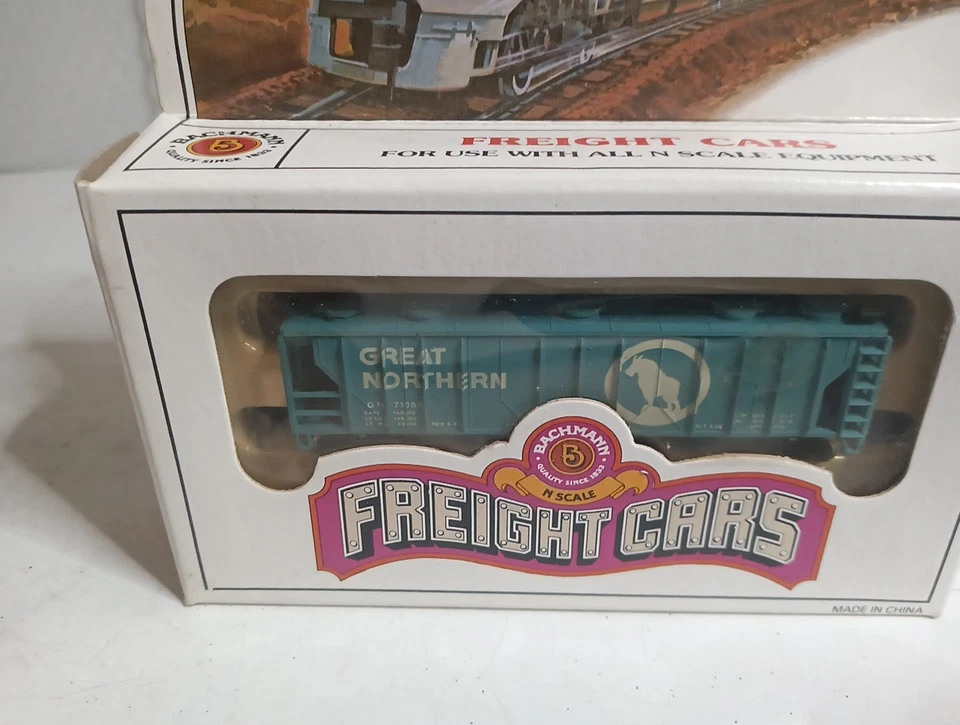 BACHMANN
B
QUALITY SINCE 1833
FREIGHT CARS
FOR USE WITH ALL N SCALE EQUIPMENT
GREAT
NORTHERN
GN
BACHMANN
B
QUALITY SINCE 1833
N SCALE
FREIGHT CARS
MADE IN CHINA